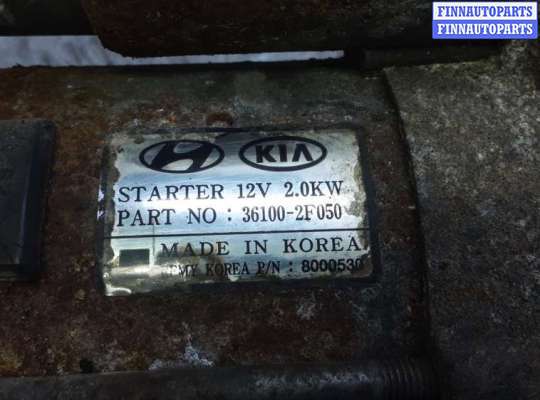 FINNAUTOPARTS
FINNAUTOPARTS
KIA
STARTER 12V 2.0KW
PART NO : 36100-2F050
MADE IN KOREA
KOREA P/N : 8000530